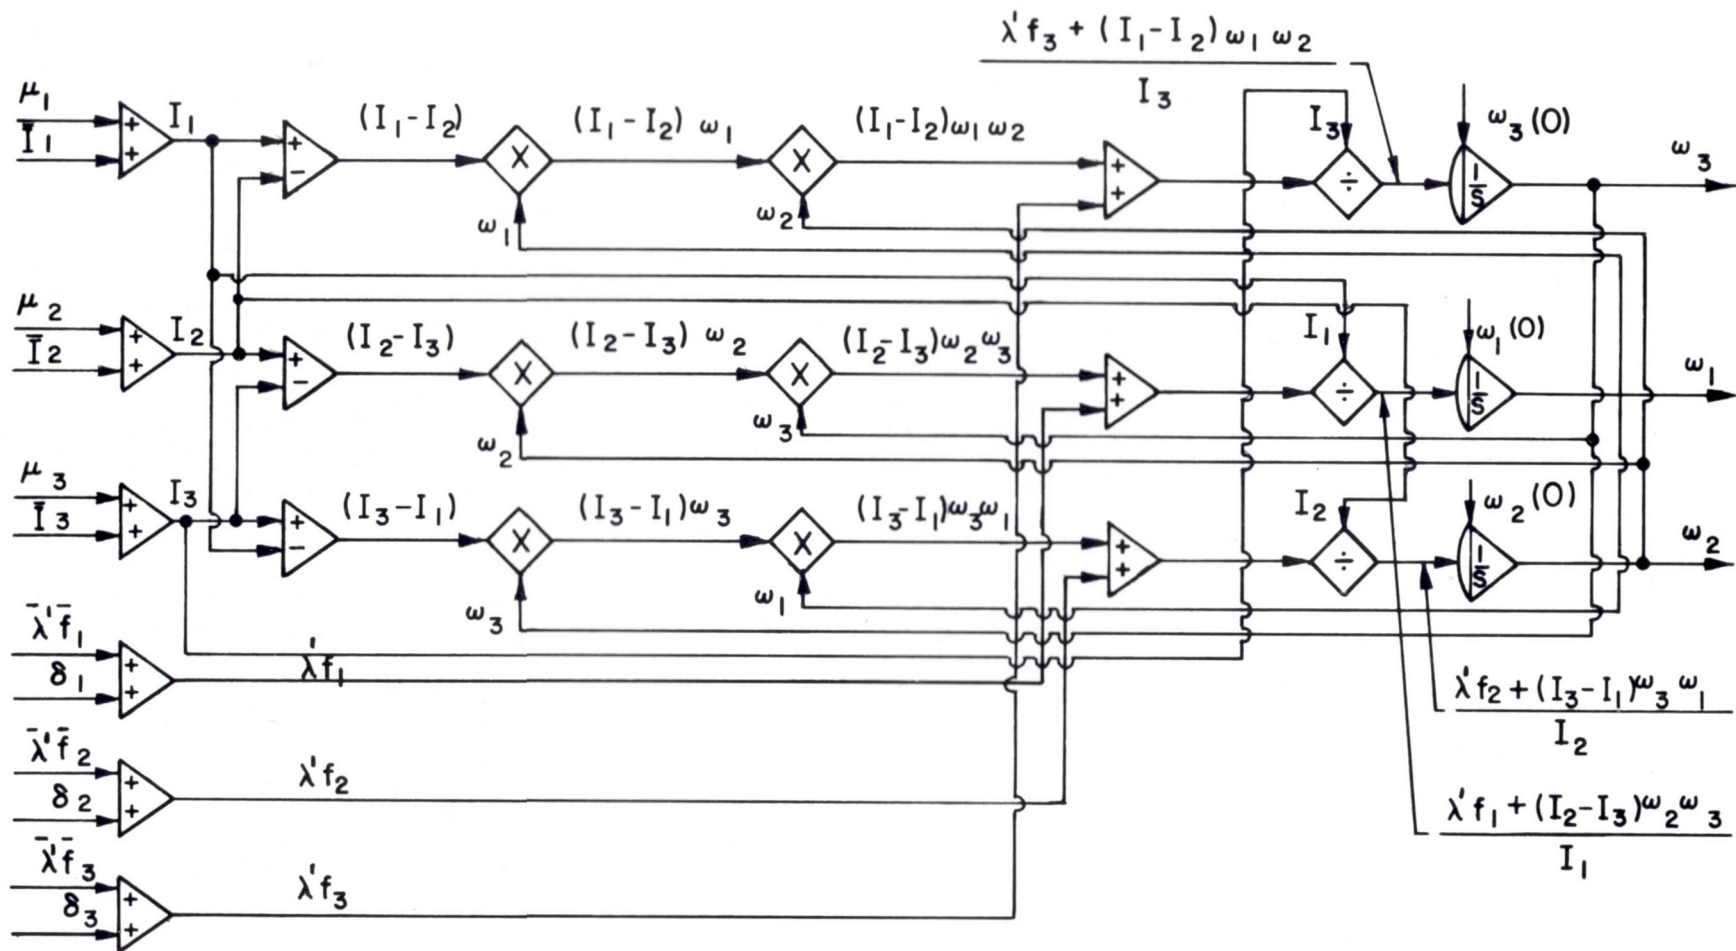 λ'f₃ + (I₁-I₂) ω₁ ω₂
I₃
μ₁
Ī₁
+
+
I₁
+
−
(I₁-I₂)
×
(I₁-I₂) ω₁
×
(I₁-I₂)ω₁ω₂
+
+
I₃
÷
ω₃(0)
1/S
ω₃
ω₁
ω₂
μ₂
Ī₂
+
+
I₂
+
−
(I₂-I₃)
×
(I₂-I₃) ω₂
×
(I₂-I₃)ω₂ω₃
+
+
I₁
÷
ω₁(0)
1/S
ω₁
ω₂
ω₃
μ₃
Ī₃
+
+
I₃
+
−
(I₃-I₁)
×
(I₃-I₁)ω₃
×
(I₃-I₁)ω₃ω₁
+
+
I₂
÷
ω₂(0)
1/S
ω₂
ω₃
ω₁
λ̄'f̄₁
δ₁
+
+
λ'f₁
λ'f₂ + (I₃-I₁)ω₃ω₁
I₂
λ̄'f̄₂
δ₂
+
+
λ'f₂
λ'f₁ + (I₂-I₃)ω₂ω₃
I₁
λ̄'f̄₃
δ₃
+
+
λ'f₃